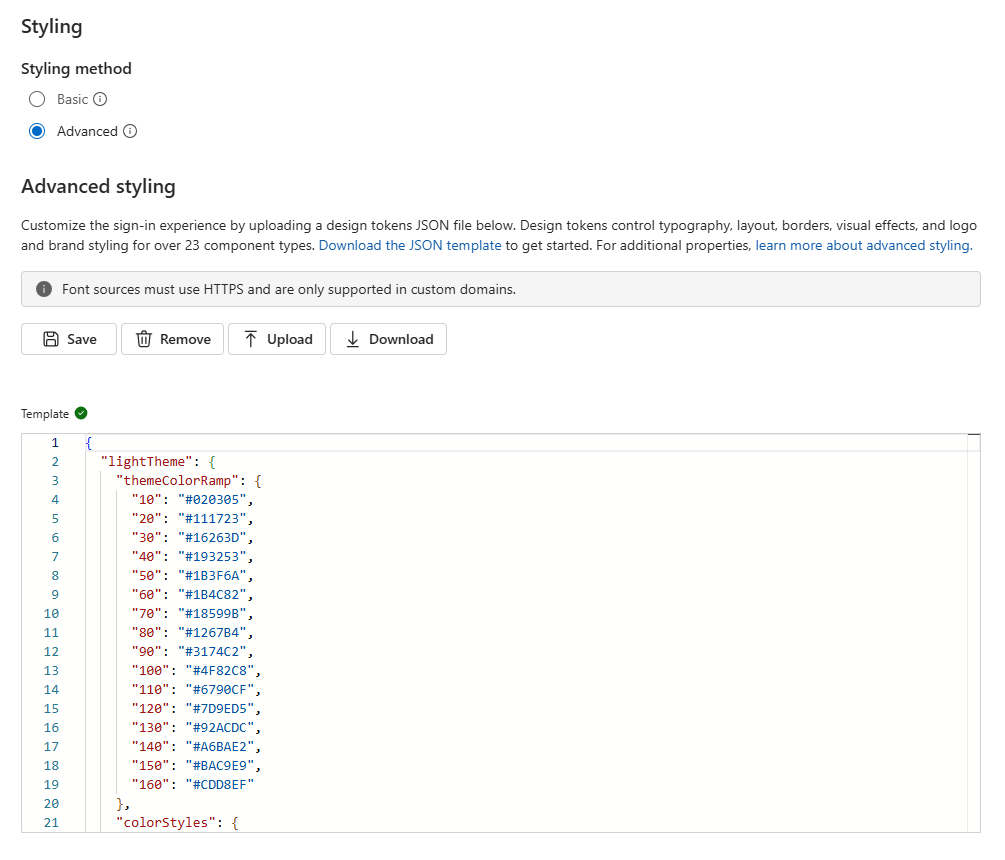 Styling
Styling method
Basic
Advanced
Advanced styling
Customize the sign-in experience by uploading a design tokens JSON file below. Design tokens control typography, layout, borders, visual effects, and logo
and brand styling for over 23 component types. Download the JSON template to get started. For additional properties, learn more about advanced styling.
Font sources must use HTTPS and are only supported in custom domains.
Save Remove Upload Download
Template
1 {
2 "lightTheme": {
3 "themeColorRamp": {
4 "10": "#020305",
5 "20": "#111723",
6 "30": "#16263D",
7 "40": "#193253",
8 "50": "#1B3F6A",
9 "60": "#1B4C82",
10 "70": "#18599B",
11 "80": "#1267B4",
12 "90": "#3174C2",
13 "100": "#4F82C8",
14 "110": "#6790CF",
15 "120": "#7D9ED5",
16 "130": "#92ACDC",
17 "140": "#A6BAE2",
18 "150": "#BAC9E9",
19 "160": "#CDD8EF"
20 },
21 "colorStyles": {